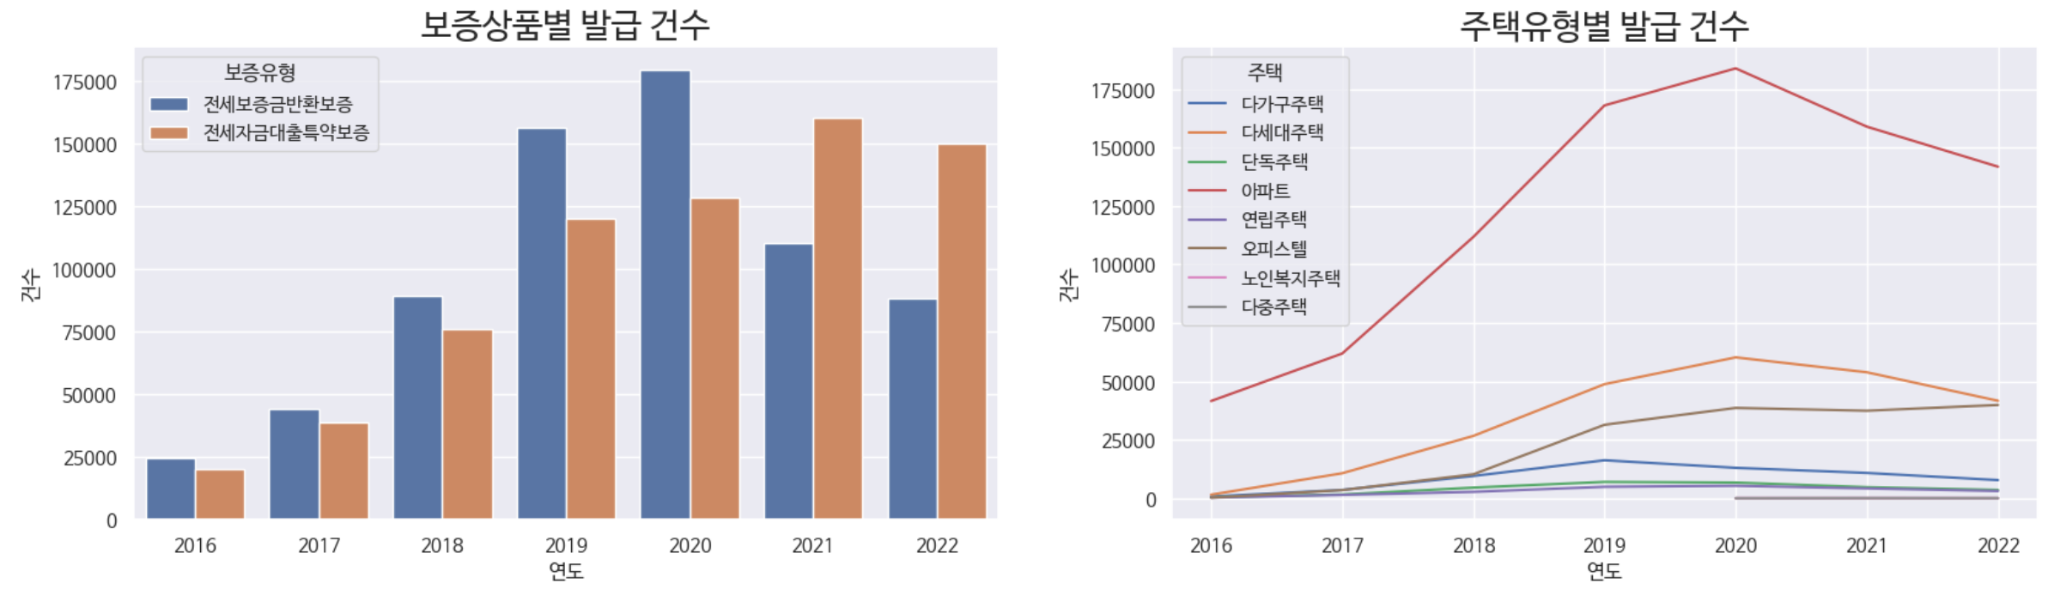 보증상품별 발급 건수
보증유형
전세보증금반환보증
전세자금대출특약보증
175000
150000
125000
100000
75000
50000
25000
0
건수
2016 2017 2018 2019 2020 2021 2022
연도
주택유형별 발급 건수
주택
다가구주택
다세대주택
단독주택
아파트
연립주택
오피스텔
노인복지주택
다중주택
175000
150000
125000
100000
75000
50000
25000
0
건수
2016 2017 2018 2019 2020 2021 2022
연도